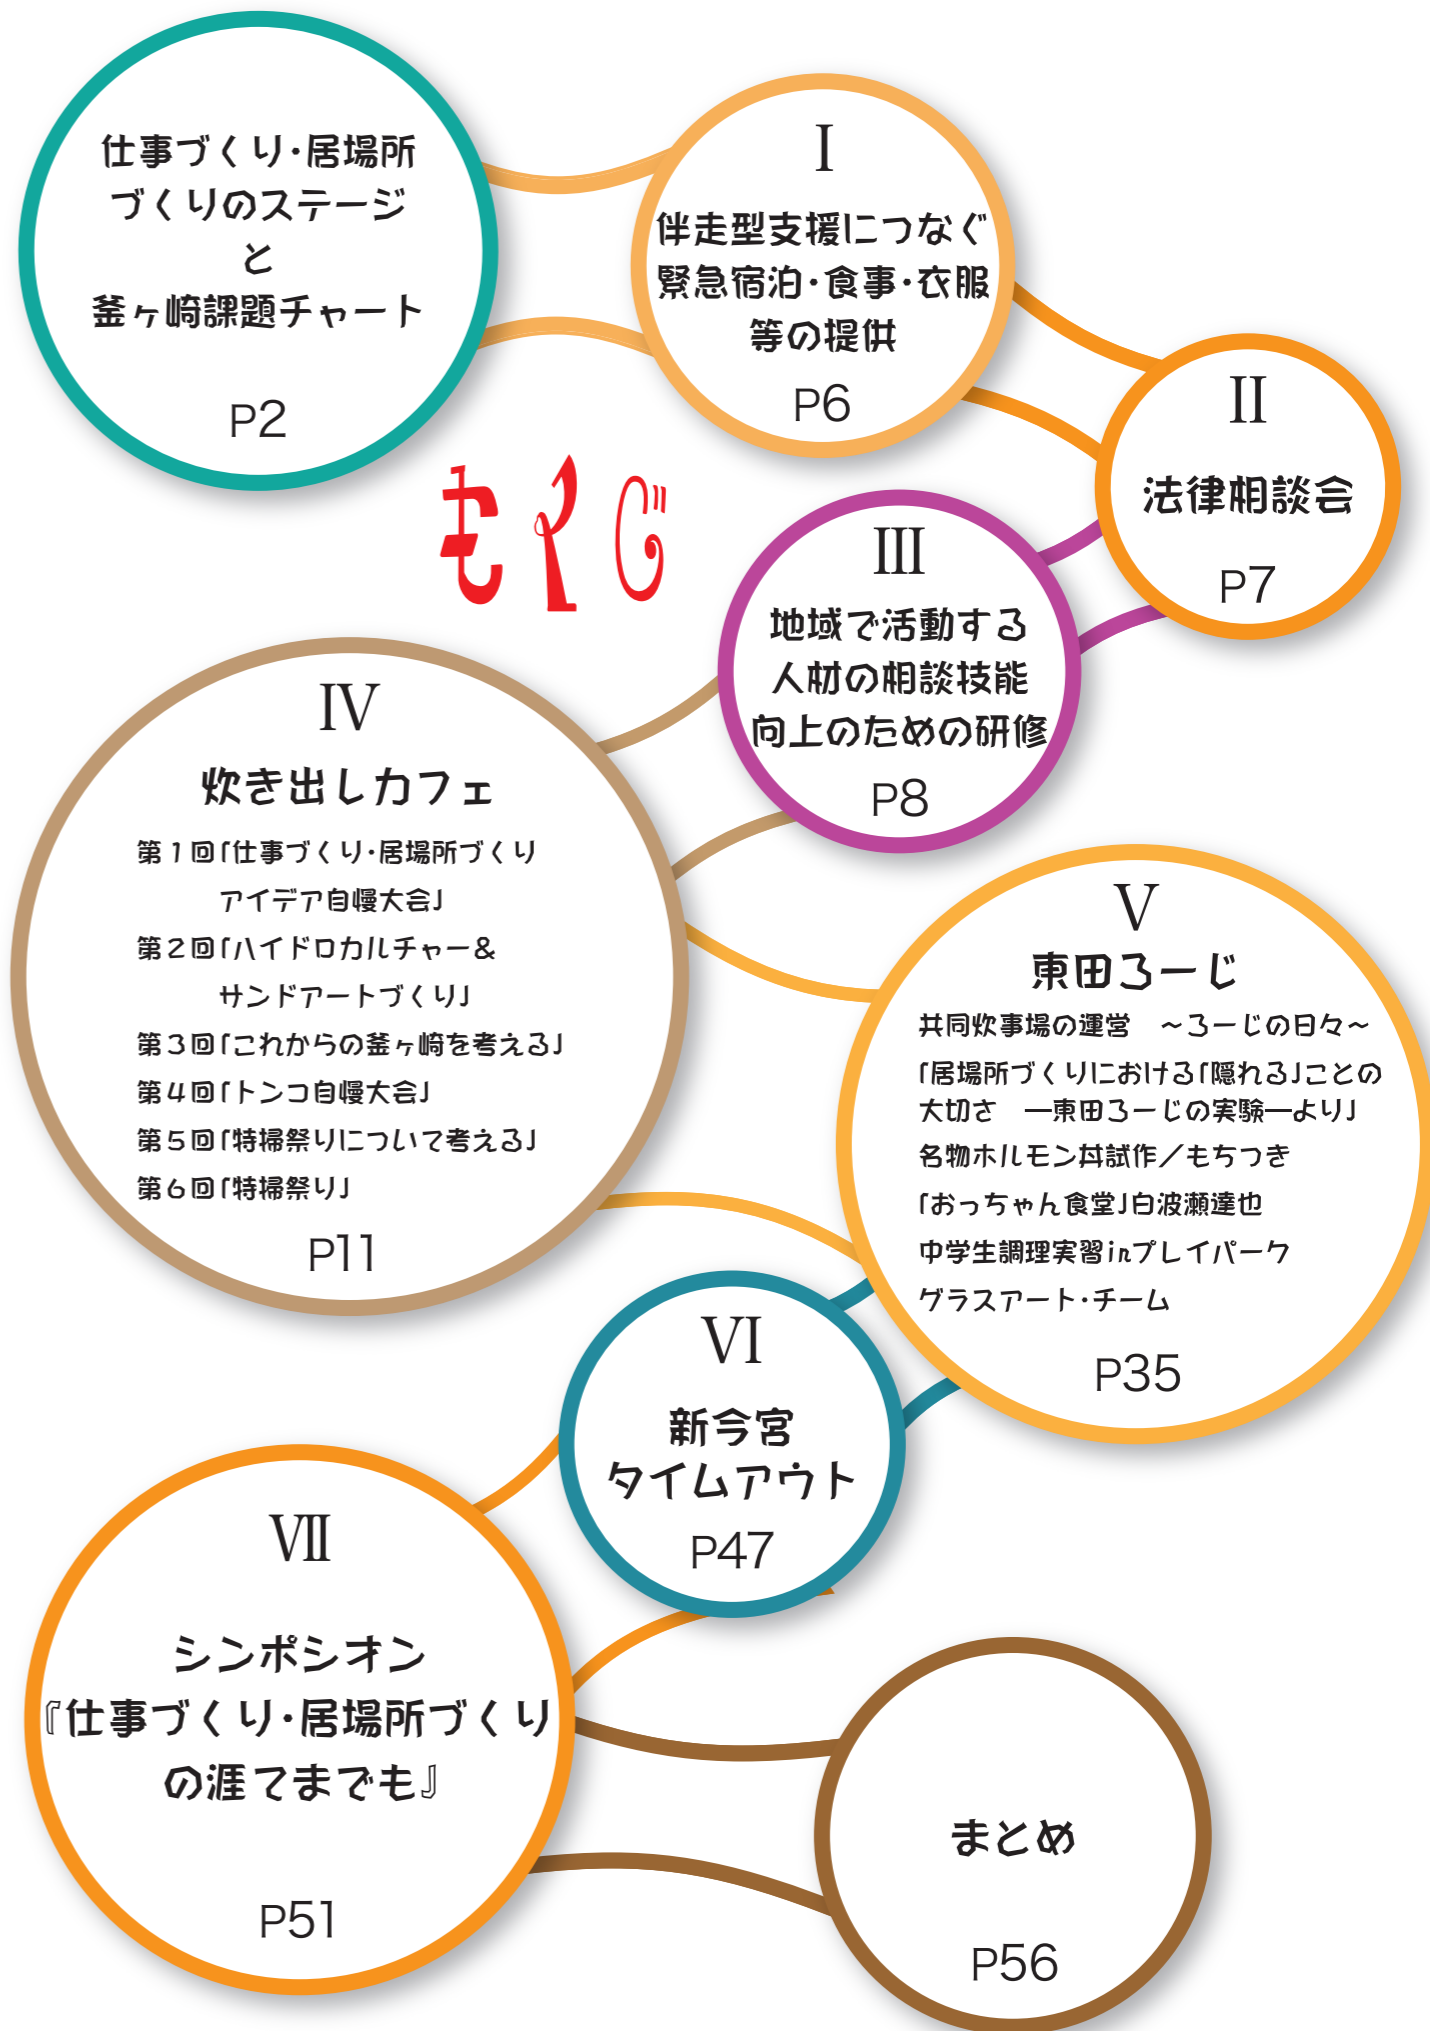 仕事づくり・居場所
づくりのステージ
と
釜ヶ崎課題チャート
P2
I
伴走型支援につなぐ
緊急宿泊・食事・衣服
等の提供
P6
II
法律相談会
P7
もくじ
III
地域で活動する
人材の相談技能
向上のための研修
P8
IV
炊き出しカフェ
第1回「仕事づくり・居場所づくり
アイデア自慢大会」
第2回「ハイドロカルチャー&
サンドアートづくり」
第3回「これからの釜ヶ崎を考える」
第4回「トンコ自慢大会」
第5回「特掃祭りについて考える」
第6回「特掃祭り」
P11
V
東田ろーじ
共同炊事場の運営　～ろーじの日々～
「居場所づくりにおける「隠れる」ことの
大切さ　―東田ろーじの実験―より」
名物ホルモン丼試作／もちつき
「おっちゃん食堂」白波瀬達也
中学生調理実習inプレイパーク
グラスアート・チーム
P35
VI
新今宮
タイムアウト
P47
VII
シンポシオン
『仕事づくり・居場所づくり
の涯てまでも』
P51
まとめ
P56